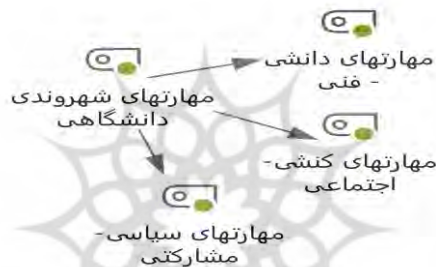 مهارتهای دانشی
- فنی
مهارتهای شهروندی
دانشگاهی
مهارتهای کنشی-
اجتماعی
مهارتهای سیاسی-
مشارکتی